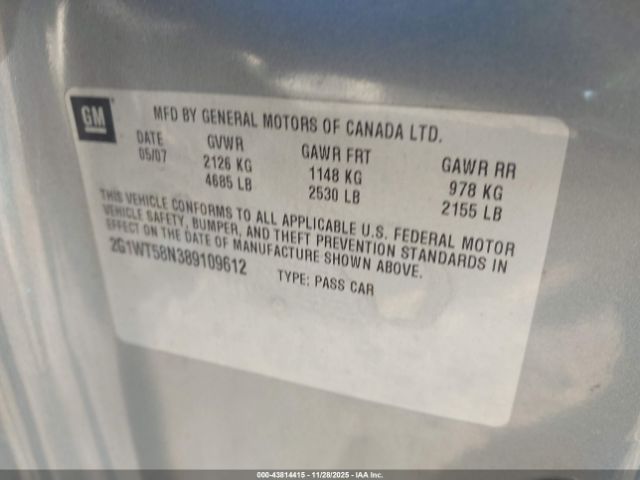 GM
MFD BY GENERAL MOTORS OF CANADA LTD.
DATE GVWR GAWR FRT GAWR RR
05/07 2126 KG 1148 KG 978 KG
4685 LB 2530 LB 2155 LB
THIS VEHICLE CONFORMS TO ALL APPLICABLE U.S. FEDERAL MOTOR
VEHICLE SAFETY, BUMPER, AND THEFT PREVENTION STANDARDS IN
EFFECT ON THE DATE OF MANUFACTURE SHOWN ABOVE.
2G1WT58N389109612 TYPE: PASS CAR
000-43814415 - 11/28/2025 - IAA Inc.